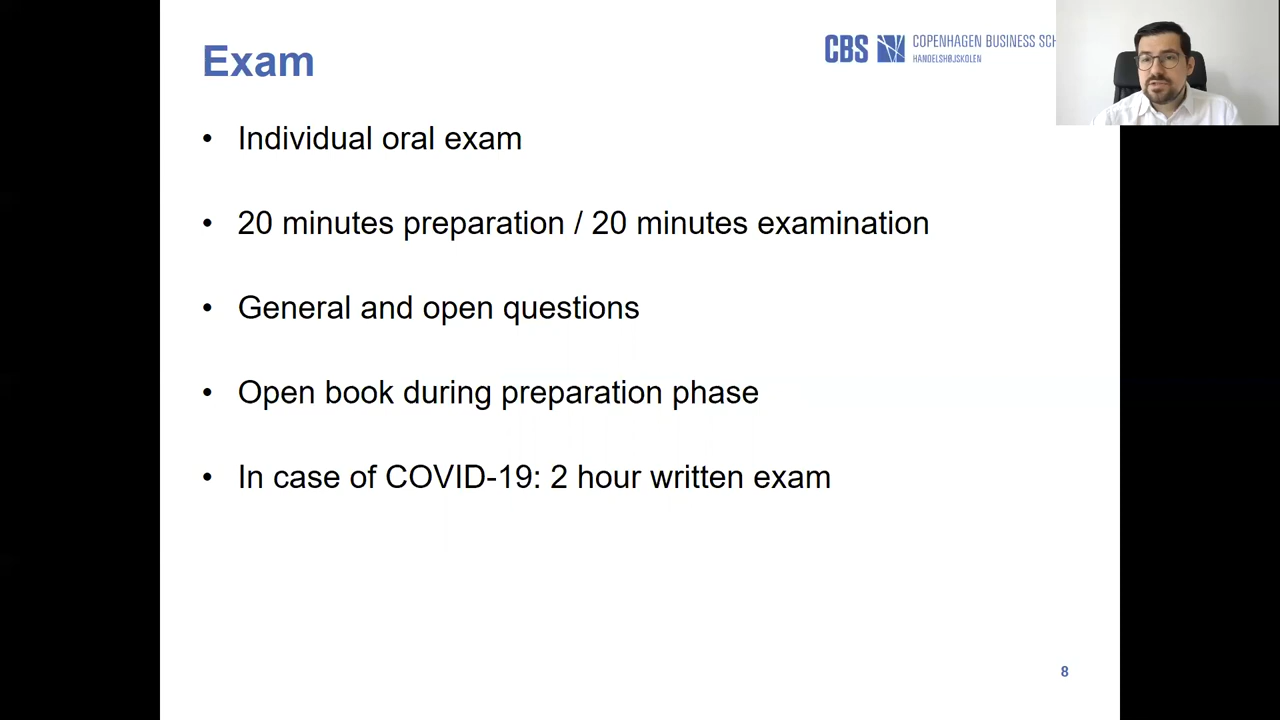 Exam
CBS COPENHAGEN BUSINESS SCH
HANDELSHØJSKOLEN
• Individual oral exam
• 20 minutes preparation / 20 minutes examination
• General and open questions
• Open book during preparation phase
• In case of COVID-19: 2 hour written exam
8